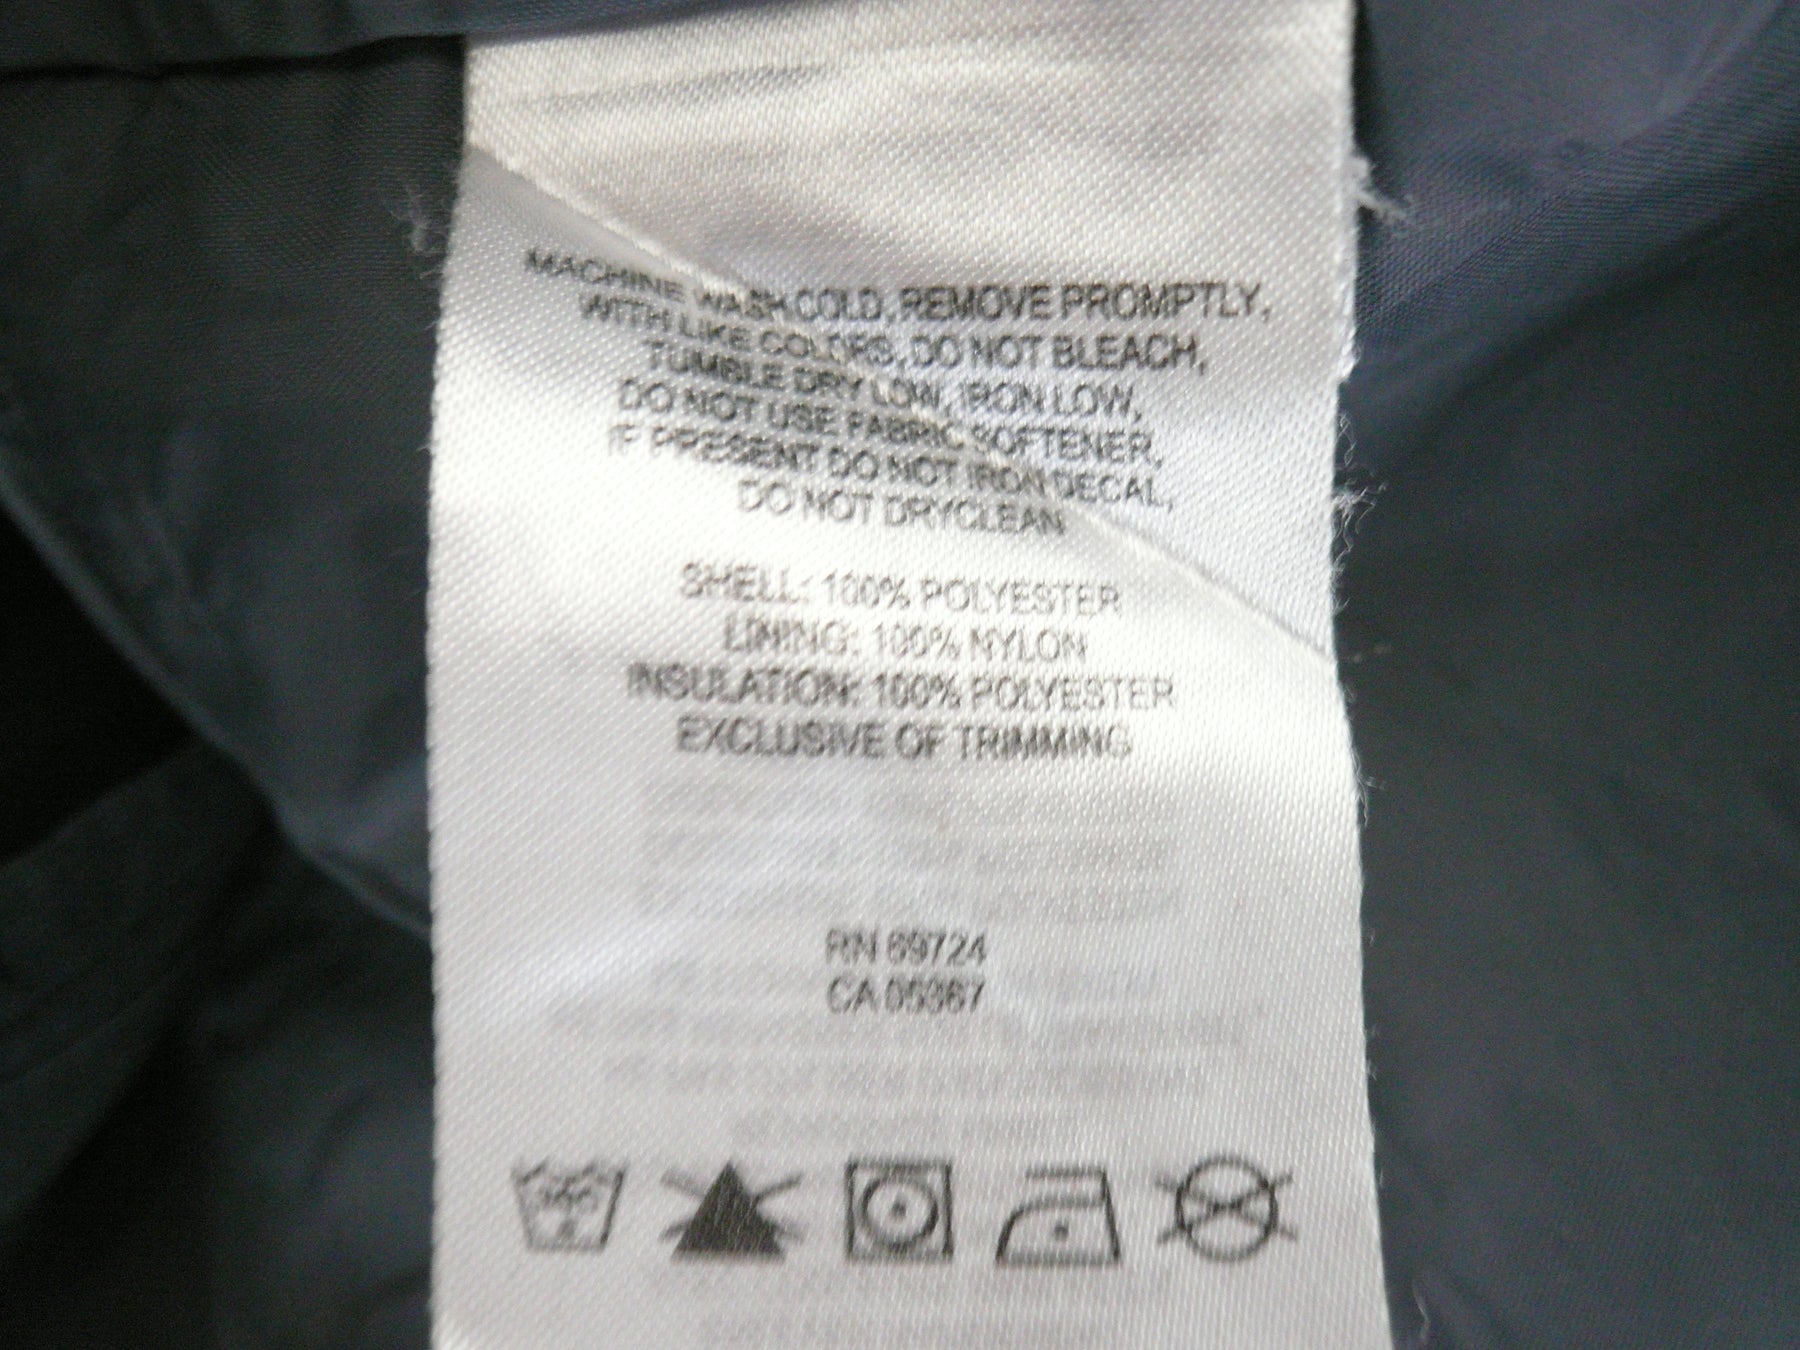 MACHINE WASH COLD, REMOVE PROMPTLY,
WITH LIKE COLORS, DO NOT BLEACH,
TUMBLE DRY LOW, IRON LOW,
DO NOT USE FABRIC SOFTENER,
IF PRESENT DO NOT IRON DECAL,
DO NOT DRYCLEAN
SHELL: 100% POLYESTER
LINING: 100% NYLON
INSULATION: 100% POLYESTER
EXCLUSIVE OF TRIMMING
RN 69724
CA 05367